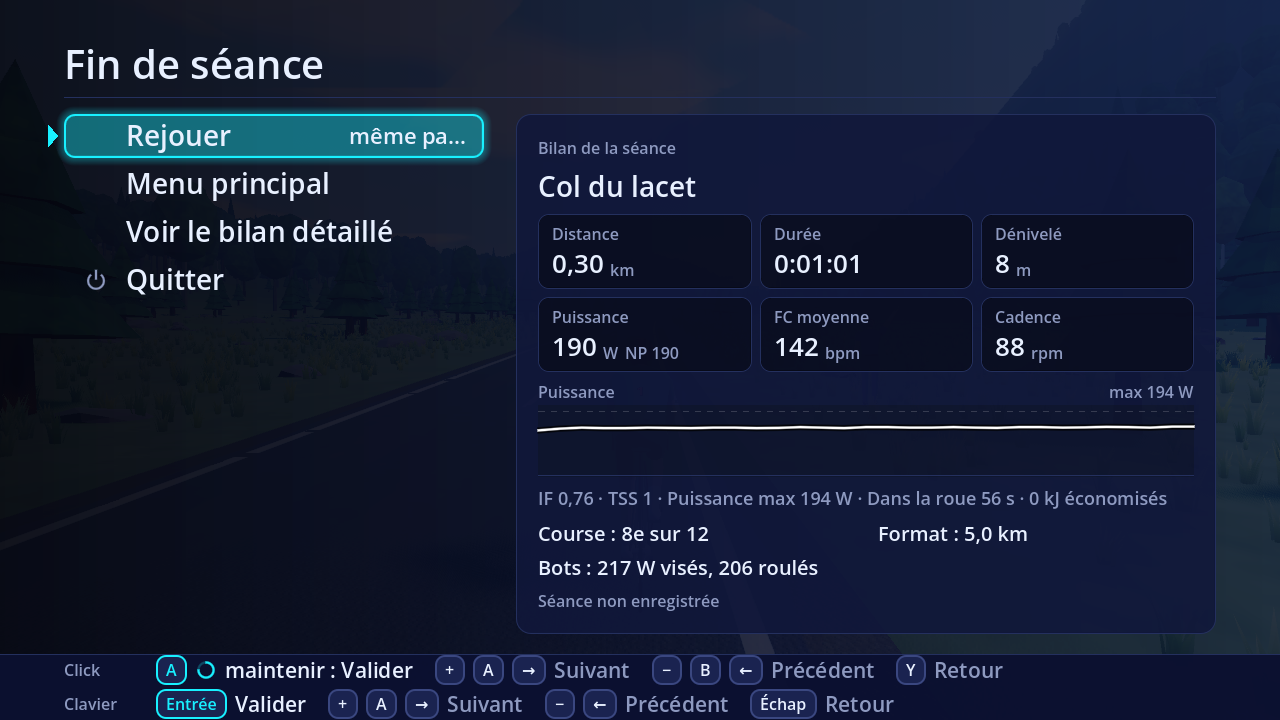 Fin de séance
Rejouer même pa...
Menu principal
Voir le bilan détaillé
Quitter
Bilan de la séance
Col du lacet
Distance
0,30 km
Durée
0:01:01
Dénivelé
8 m
Puissance
190 W NP 190
FC moyenne
142 bpm
Cadence
88 rpm
Puissance max 194 W
IF 0,76 · TSS 1 · Puissance max 194 W · Dans la roue 56 s · 0 kJ économisés
Course : 8e sur 12 Format : 5,0 km
Bots : 217 W visés, 206 roulés
Séance non enregistrée
Click A maintenir : Valider + A → Suivant − B ← Précédent Y Retour
Clavier Entrée Valider + A → Suivant − ← Précédent Échap Retour